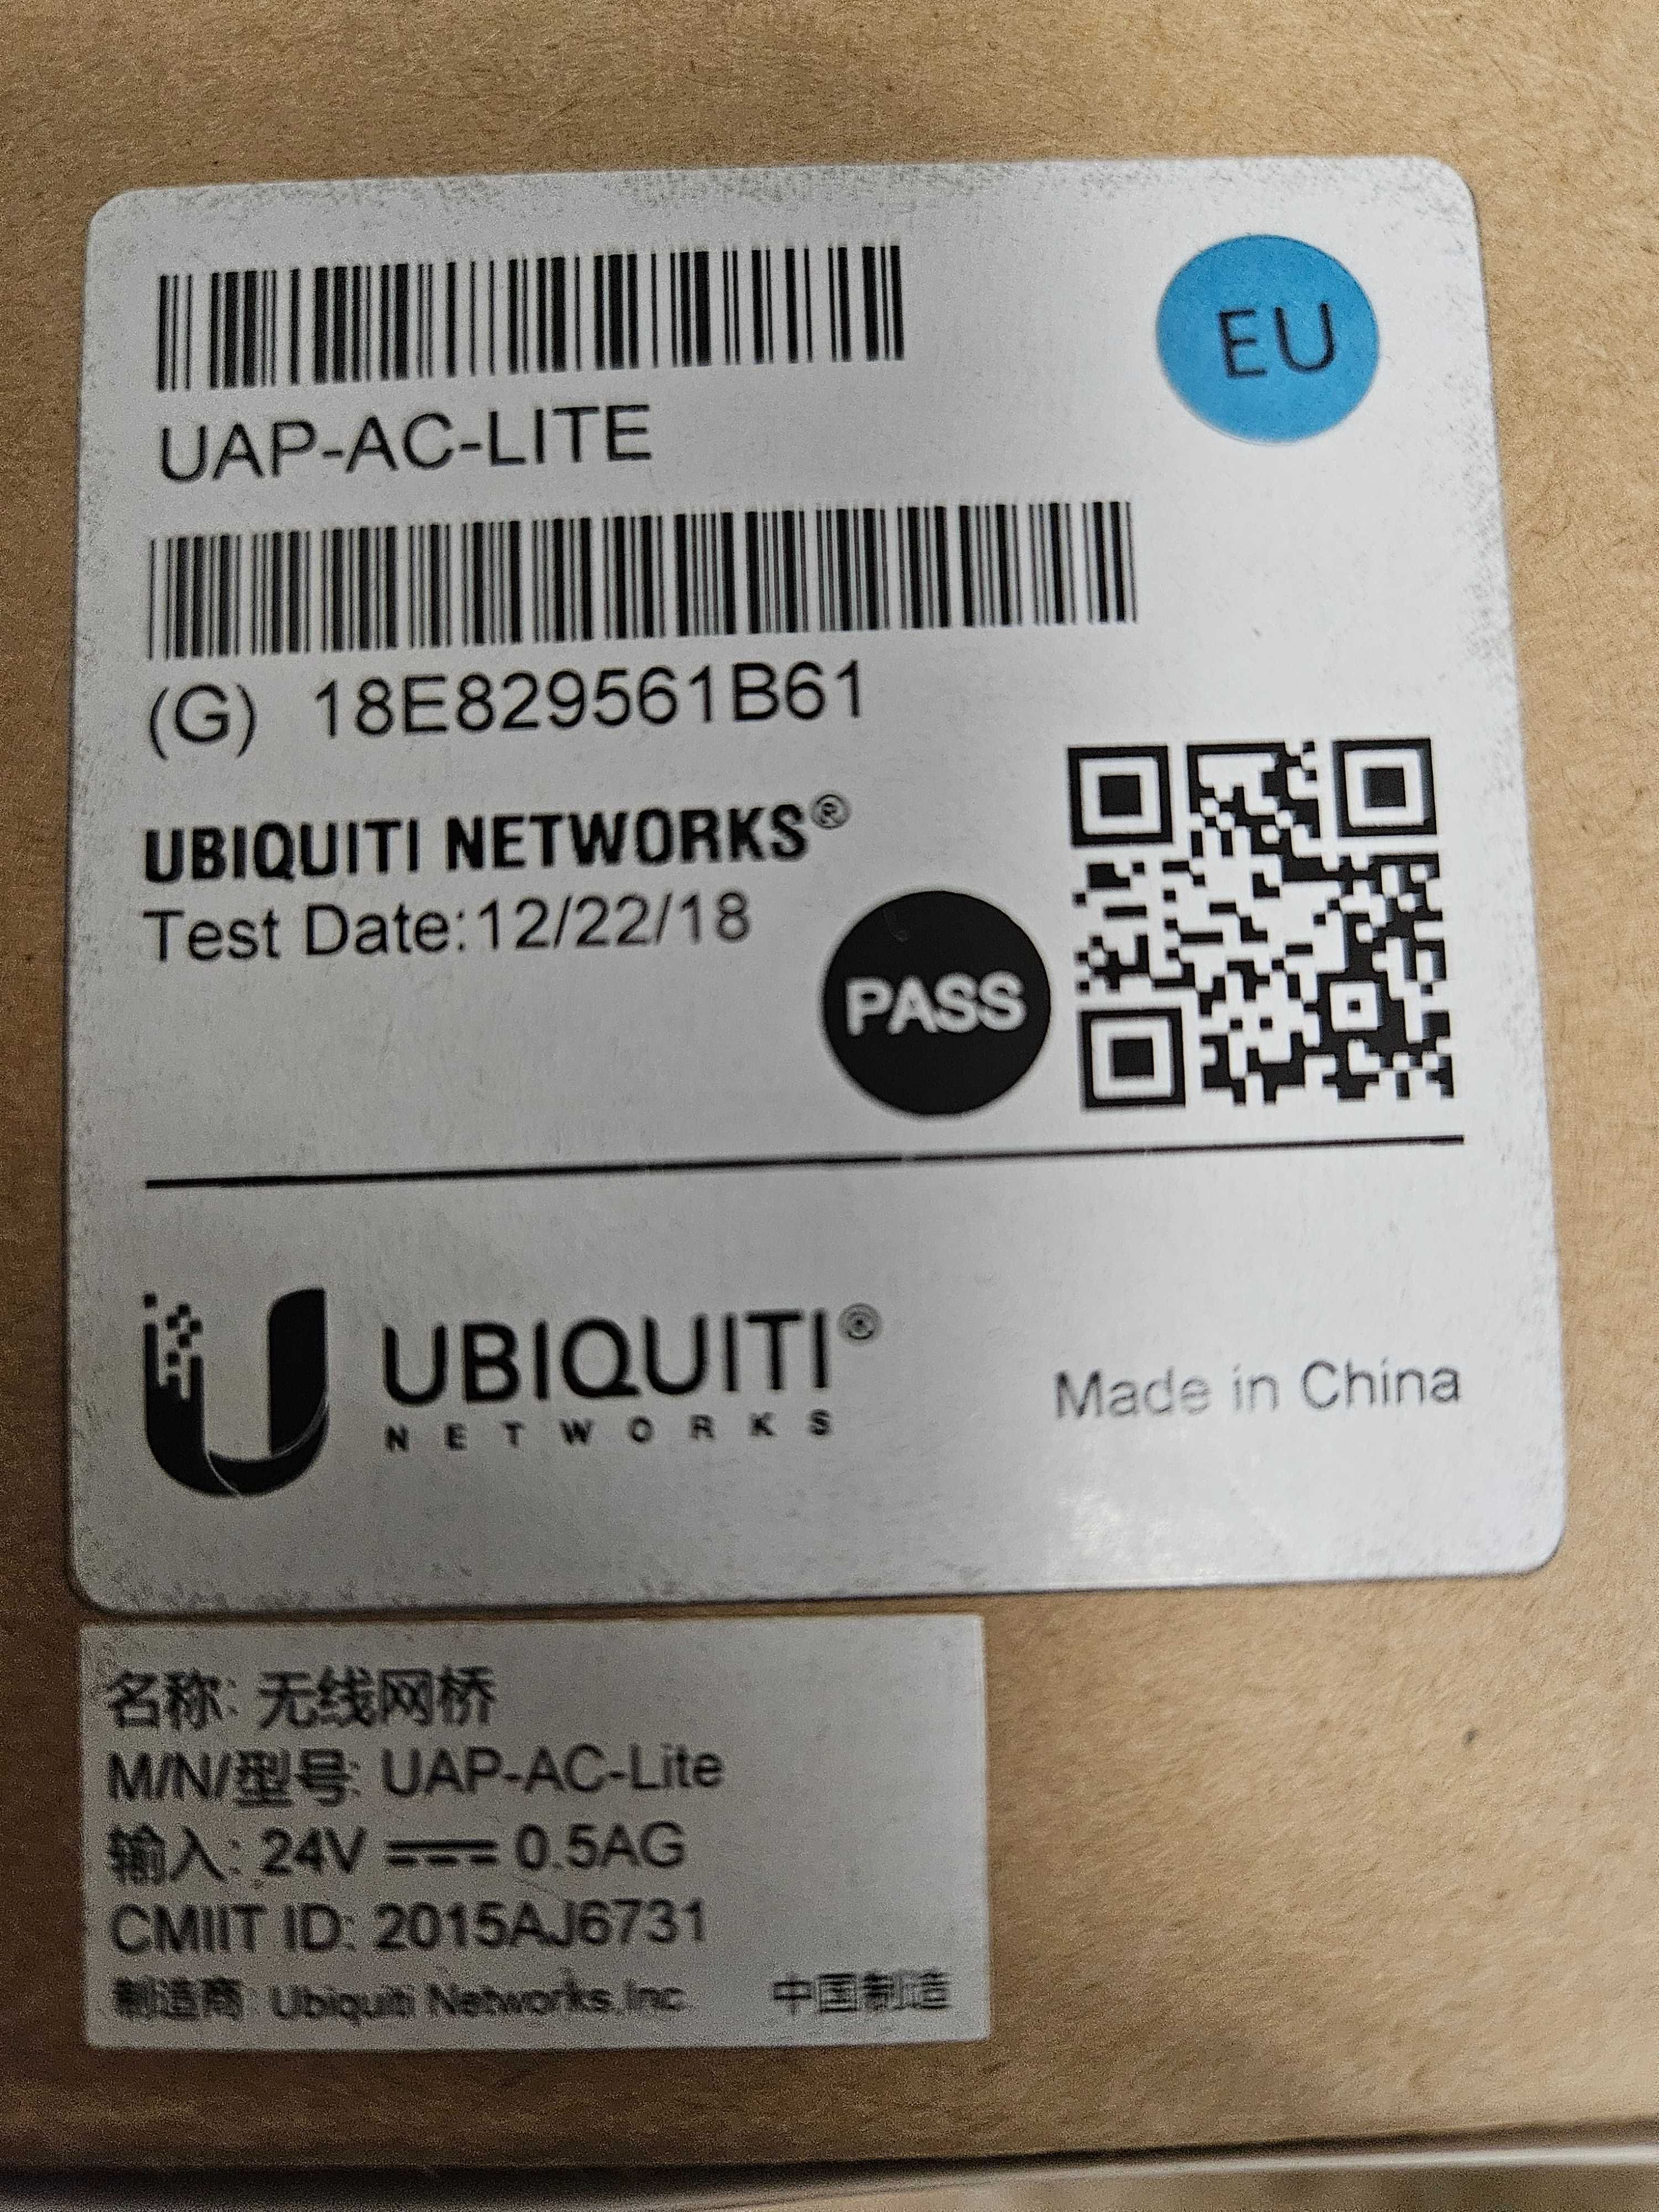 EU
UAP-AC-LITE
(G) 18E829561B61
UBIQUITI NETWORKS®
Test Date:12/22/18
PASS
UBIQUITI®
NETWORKS
Made in China
名称: 无线网桥
M/N/型号: UAP-AC-Lite
输入: 24V ⎓ 0.5AG
CMIIT ID: 2015AJ6731
制造商: Ubiquiti Networks,Inc. 中国制造